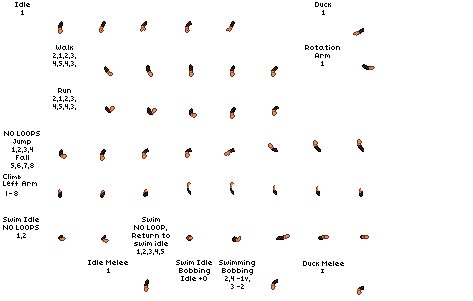 Idle
1
Duck
1
Walk
2,1,2,3,
4,5,4,3,
Rotation
Arm
1
Run
2,1,2,3,
4,5,4,3,
NO LOOPS
Jump
1,2,3,4
Fall
5,6,7,8
Climb
Left Arm
1-8
Swim Idle
NO LOOPS
1,2
Swim
NO LOOP,
Return to
swim idle
1,2,3,4,5
Idle Melee
1
Swim Idle
Bobbing
Idle +0
Swimming
Bobbing
2,4 -1y,
3 -2
Duck Melee
1